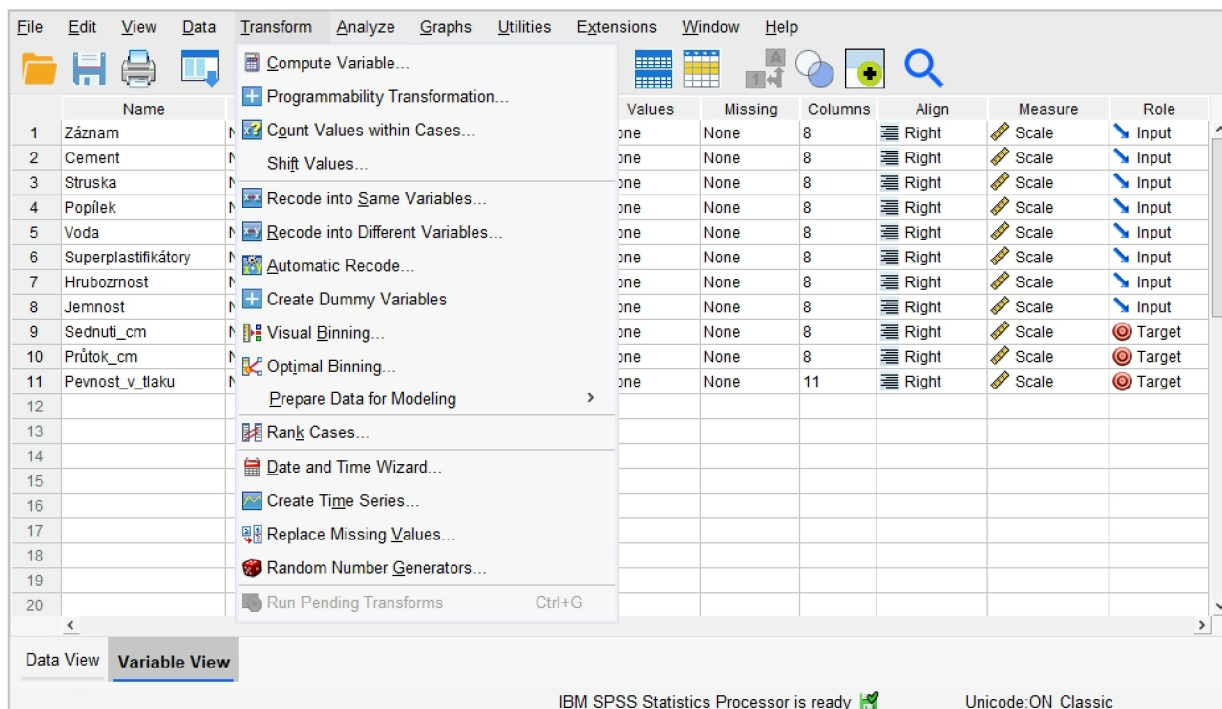 File Edit View Data Transform Analyze Graphs Utilities Extensions Window Help
Compute Variable...
Programmability Transformation...
Count Values within Cases...
Shift Values...
Recode into Same Variables...
Recode into Different Variables...
Automatic Recode...
Create Dummy Variables
Visual Binning...
Optimal Binning...
Prepare Data for Modeling >
Rank Cases...
Date and Time Wizard...
Create Time Series...
Replace Missing Values...
Random Number Generators...
Run Pending Transforms Ctrl+G
Name Values Missing Columns Align Measure Role
1 Záznam N one None 8 Right Scale Input
2 Cement N one None 8 Right Scale Input
3 Struska N one None 8 Right Scale Input
4 Popílek N one None 8 Right Scale Input
5 Voda N one None 8 Right Scale Input
6 Superplastifikátory N one None 8 Right Scale Input
7 Hrubozrnost N one None 8 Right Scale Input
8 Jemnost N one None 8 Right Scale Input
9 Sednuti_cm N one None 8 Right Scale Target
10 Průtok_cm N one None 8 Right Scale Target
11 Pevnost_v_tlaku N one None 11 Right Scale Target
12
13
14
15
16
17
18
19
20
Data View Variable View
IBM SPSS Statistics Processor is ready Unicode:ON Classic